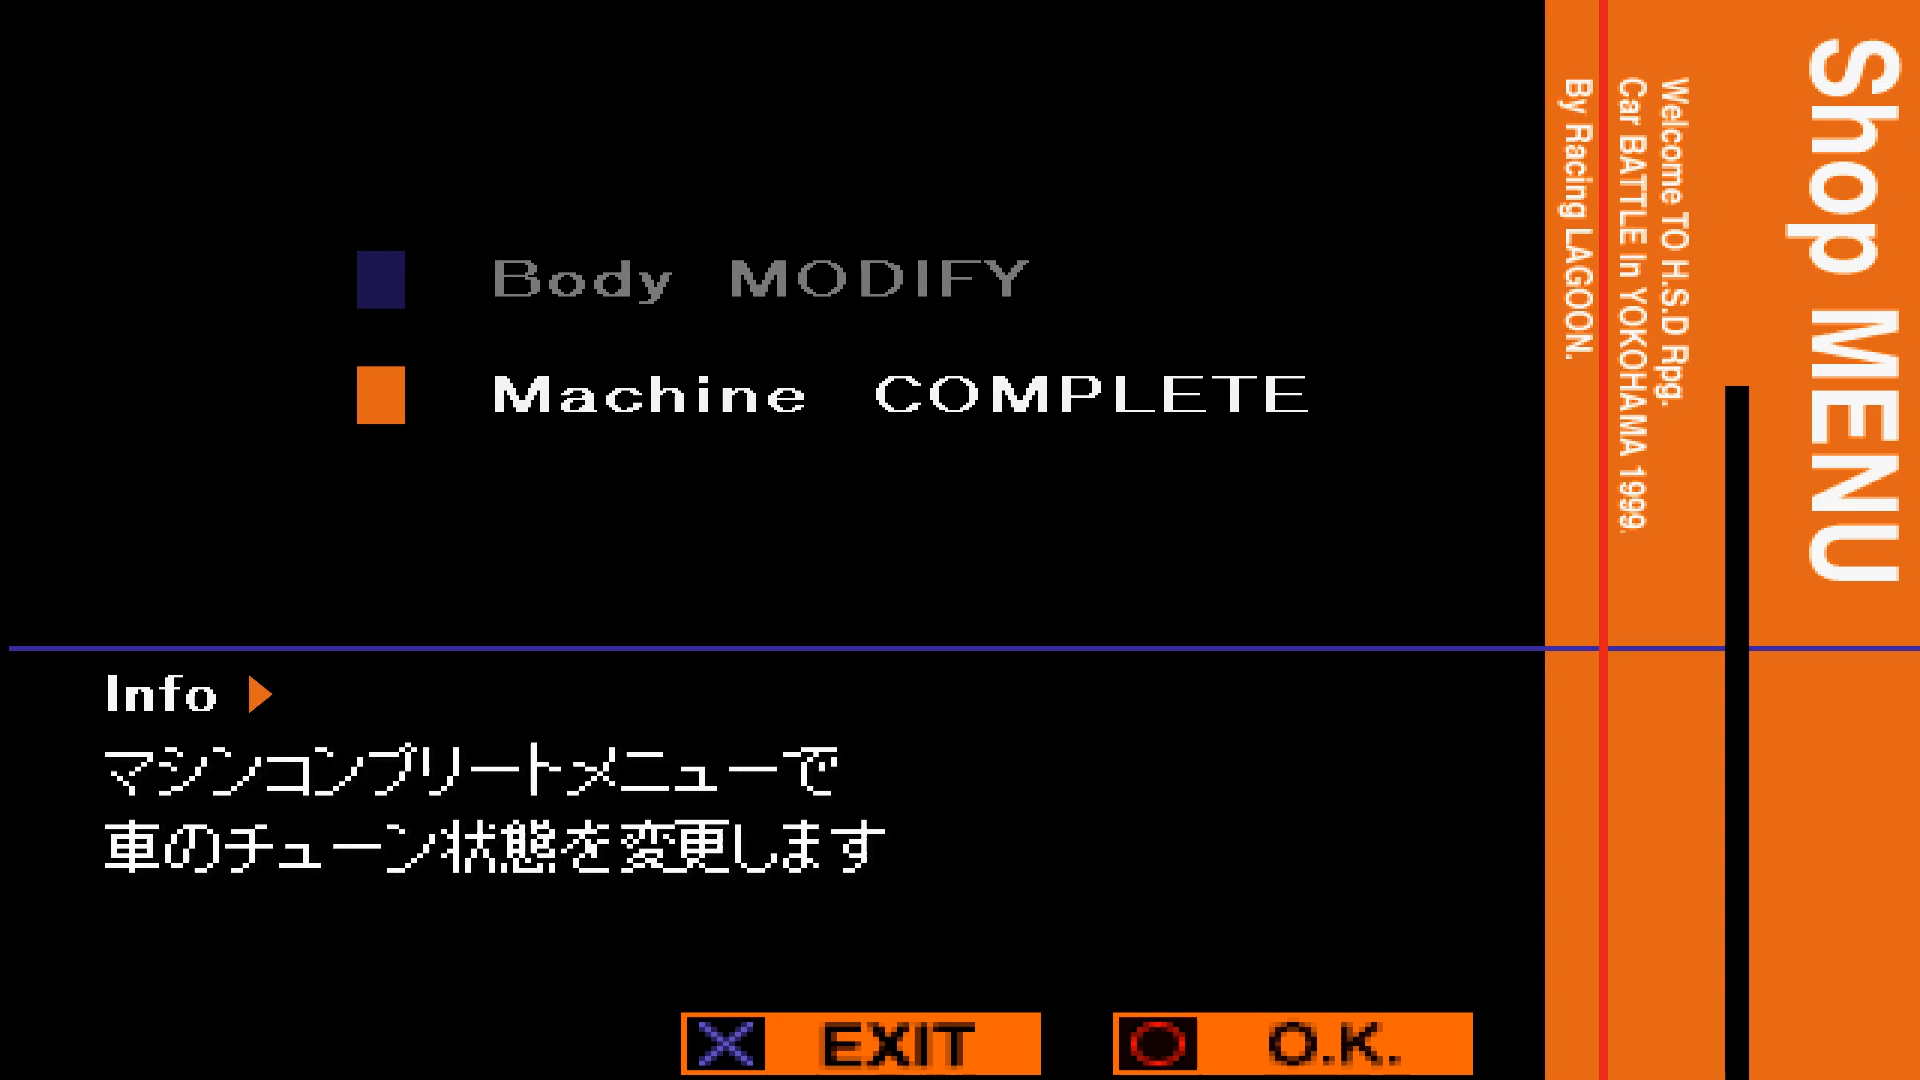 Body MODIFY
Machine COMPLETE
Info
マシンコンプリートメニューで
車のチューン状態を変更します
EXIT
O.K.
Shop MENU
Welcome TO H.S.D Rpg.
Car BATTLE In YOKOHAMA 1999.
By Racing LAGOON.